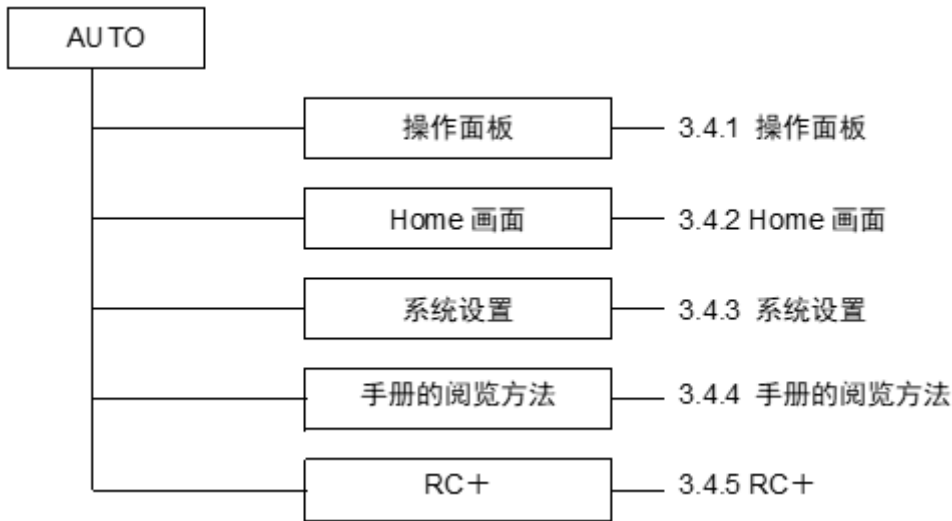 AUTO
操作面板 3.4.1 操作面板
Home 画面 3.4.2 Home 画面
系统设置 3.4.3 系统设置
手册的阅览方法 3.4.4 手册的阅览方法
RC＋ 3.4.5 RC＋